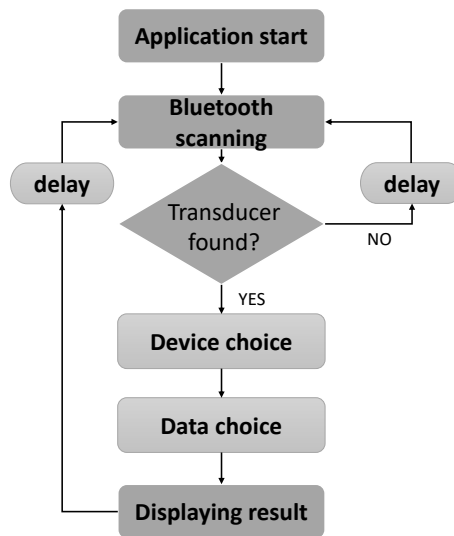 Application start
Bluetooth
scanning
delay
delay
Transducer
found?
NO
YES
Device choice
Data choice
Displaying result